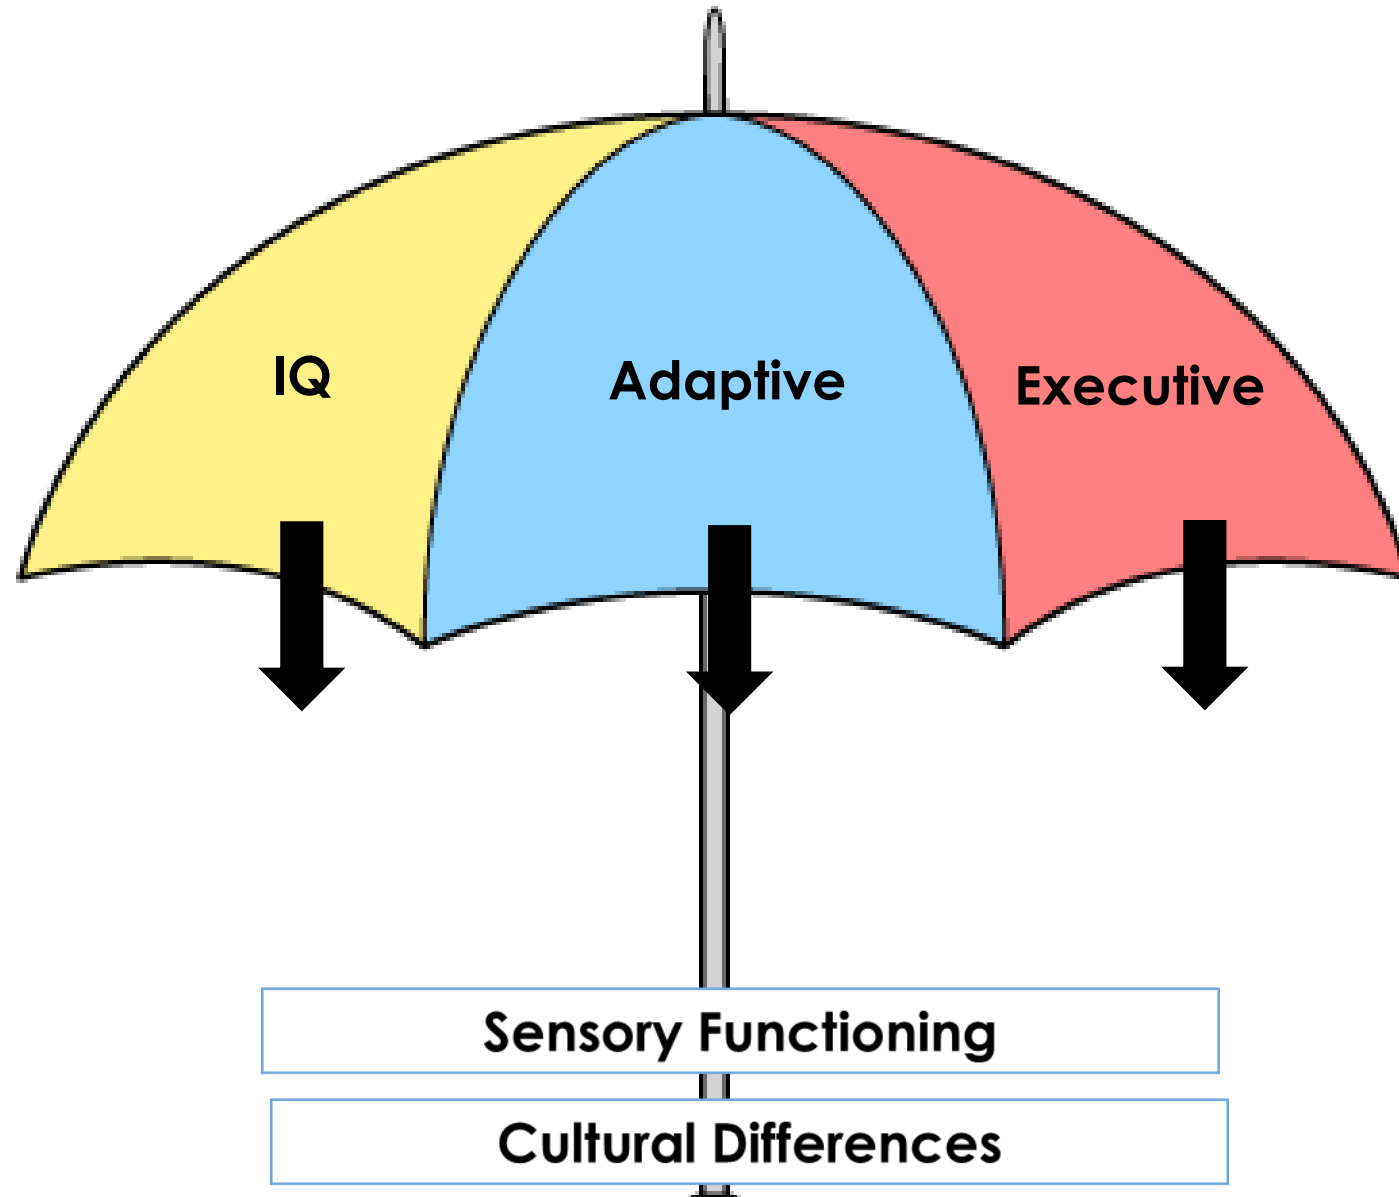 IQ
Adaptive
Executive
Sensory Functioning
Cultural Differences